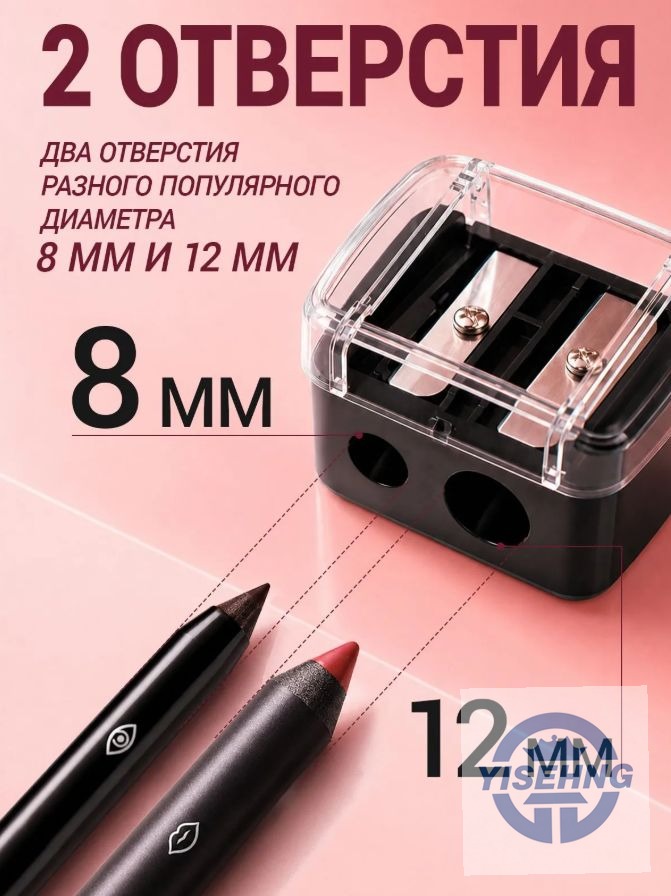 2 ОТВЕРСТИЯ
ДВА ОТВЕРСТИЯ
РАЗНОГО ПОПУЛЯРНОГО
ДИАМЕТРА
8 ММ И 12 ММ
8 мм
12 мм
YISEHNG